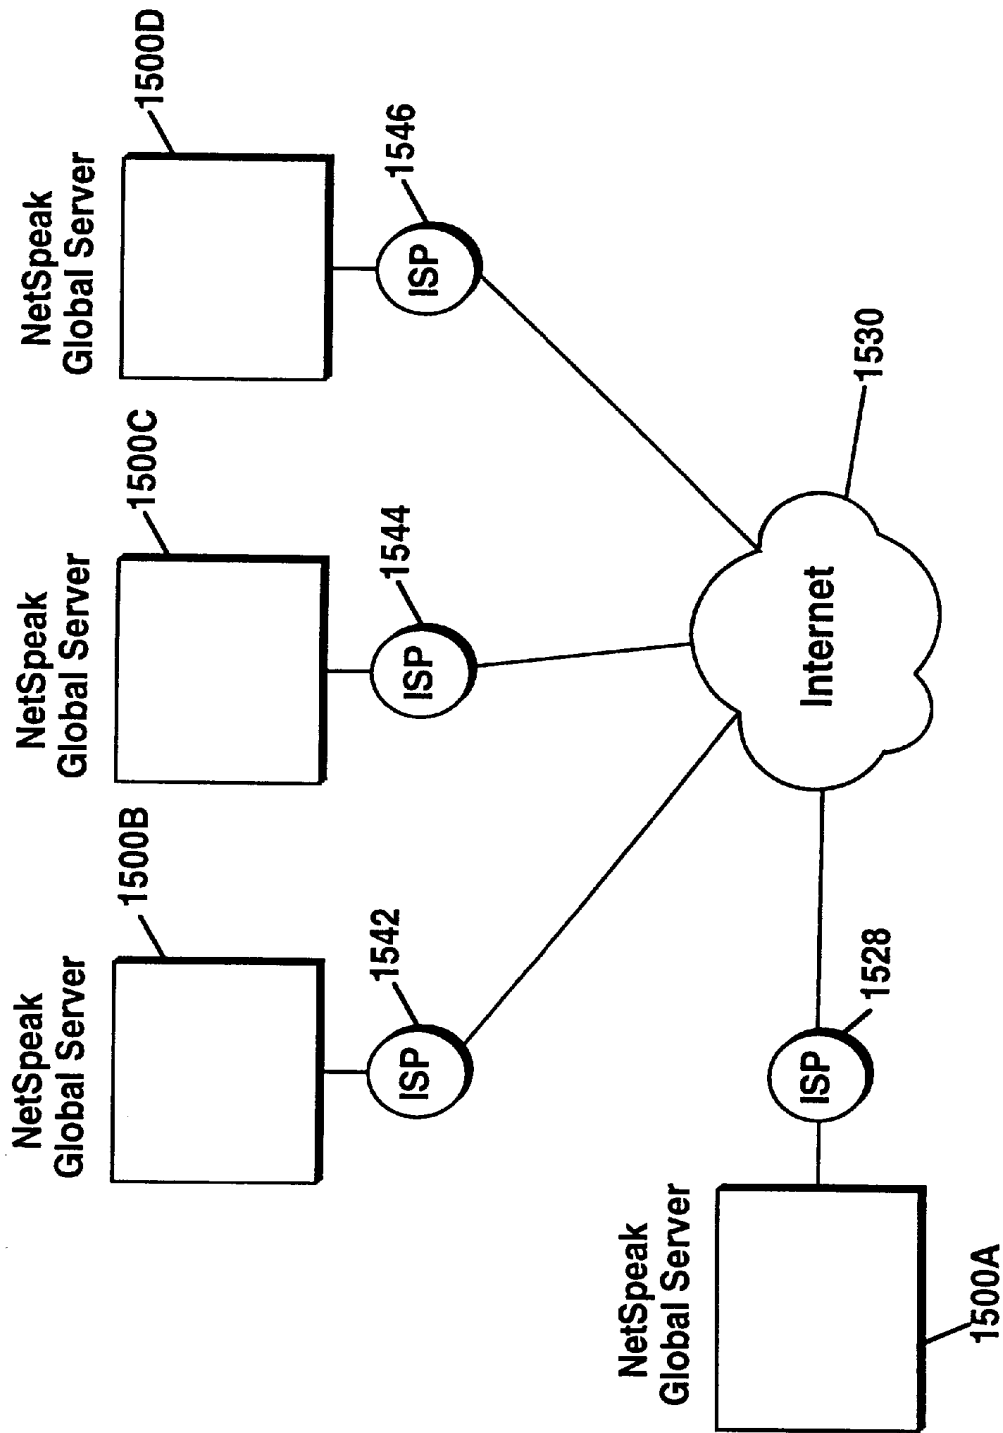 NetSpeak
Global Server
1500B
ISP
1542
NetSpeak
Global Server
1500C
ISP
1544
NetSpeak
Global Server
1500D
ISP
1546
NetSpeak
Global Server
1500A
ISP
1528
Internet
1530